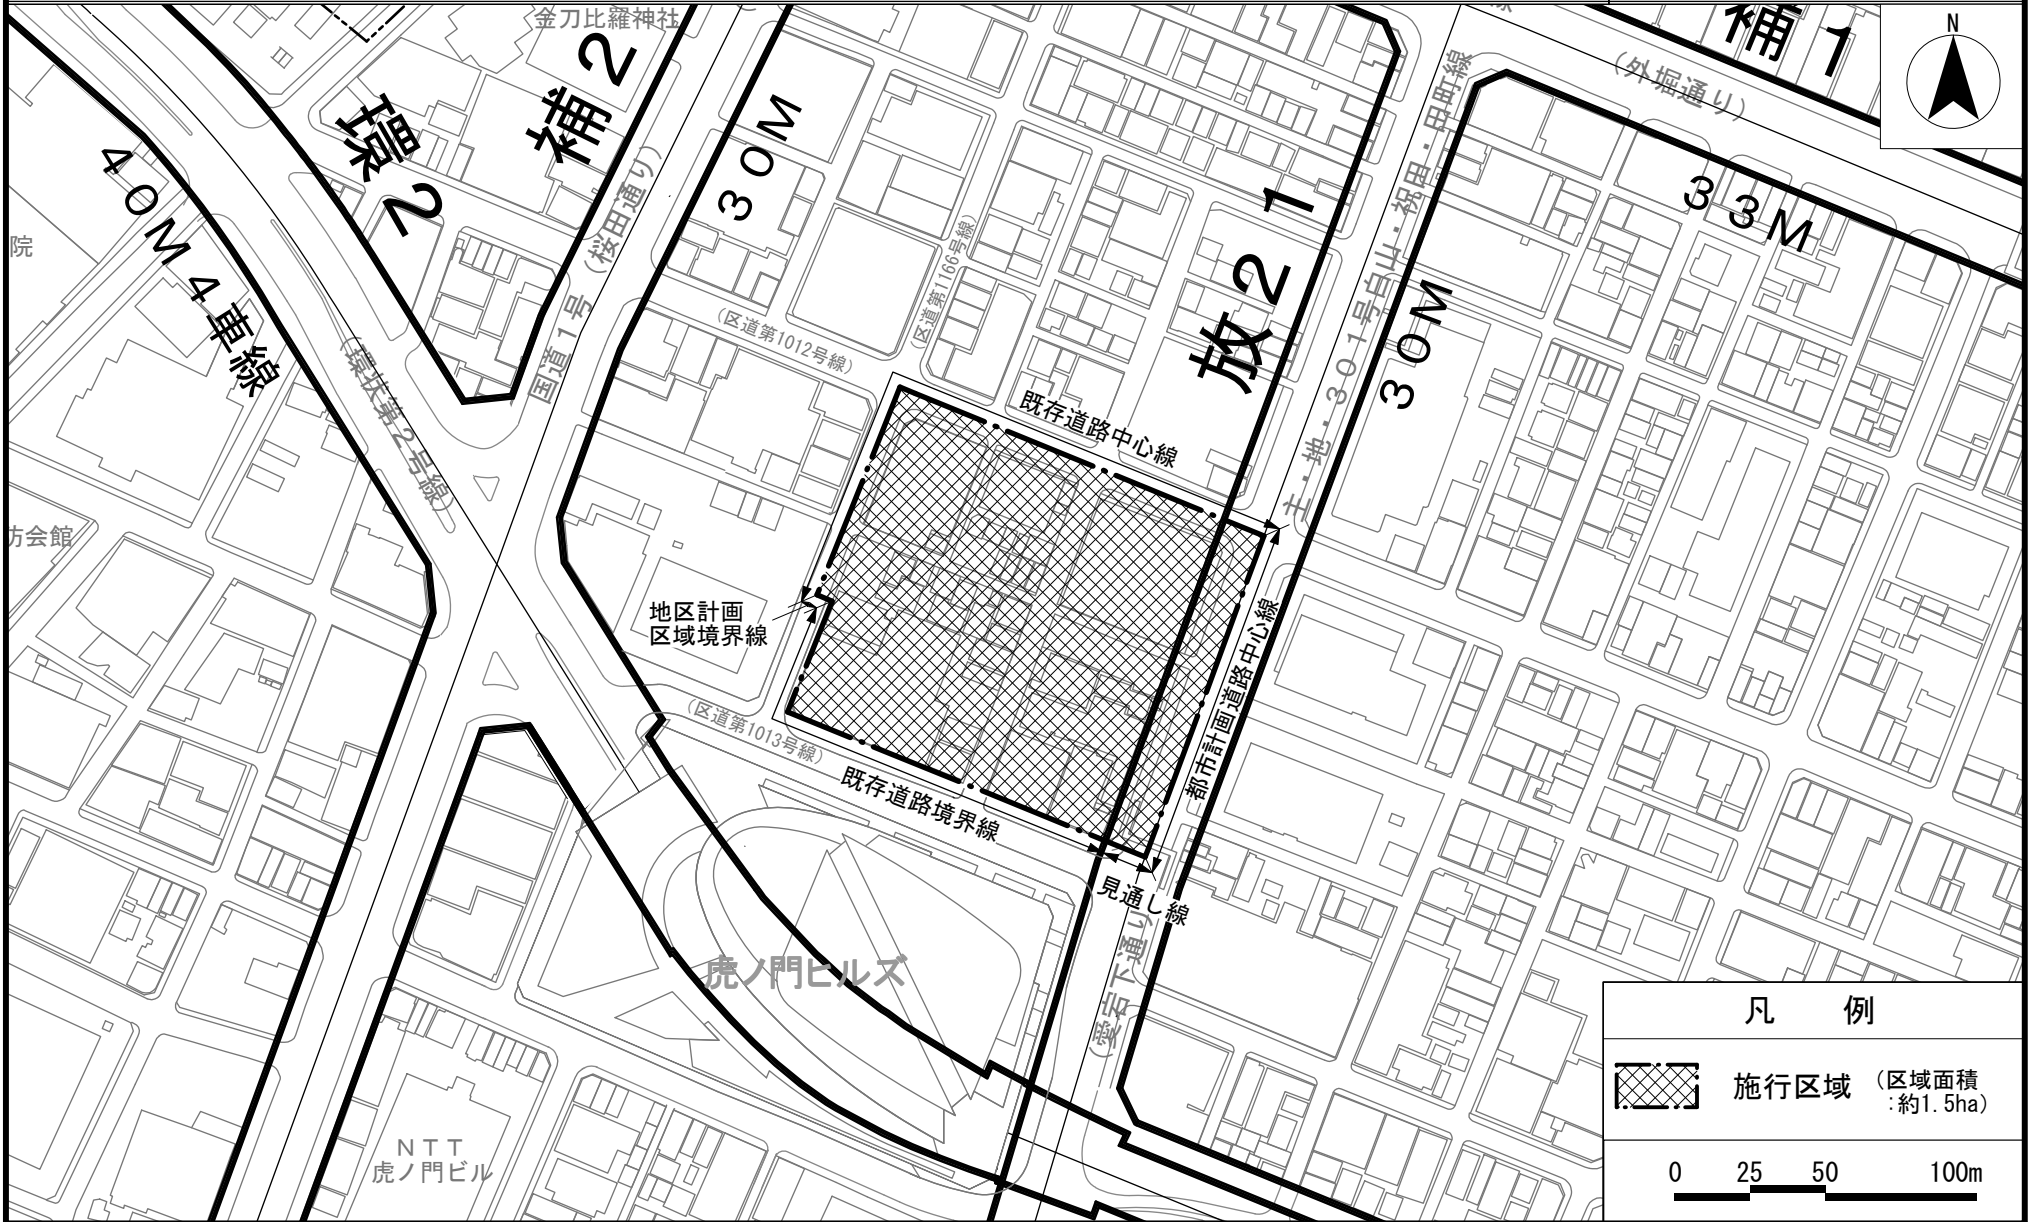 金刀比羅神社
補2
補1
N
環2
(外堀通り)
30M
33M
40M4車線
院
国道1号 (桜田通り)
(区道第1166号線)
(区道第1012号線)
放21
主・地・301号白山・祝田・田町線
30M
(環状第2号線)
既存道路中心線
方会館
地区計画
区域境界線
都市計画道路中心線
(区道第1013号線)
既存道路境界線
見通し線
(愛宕下通り)
虎ノ門ヒルズ
NTT
虎ノ門ビル
凡 例
施行区域 (区域面積
:約1.5ha)
0 25 50 100m